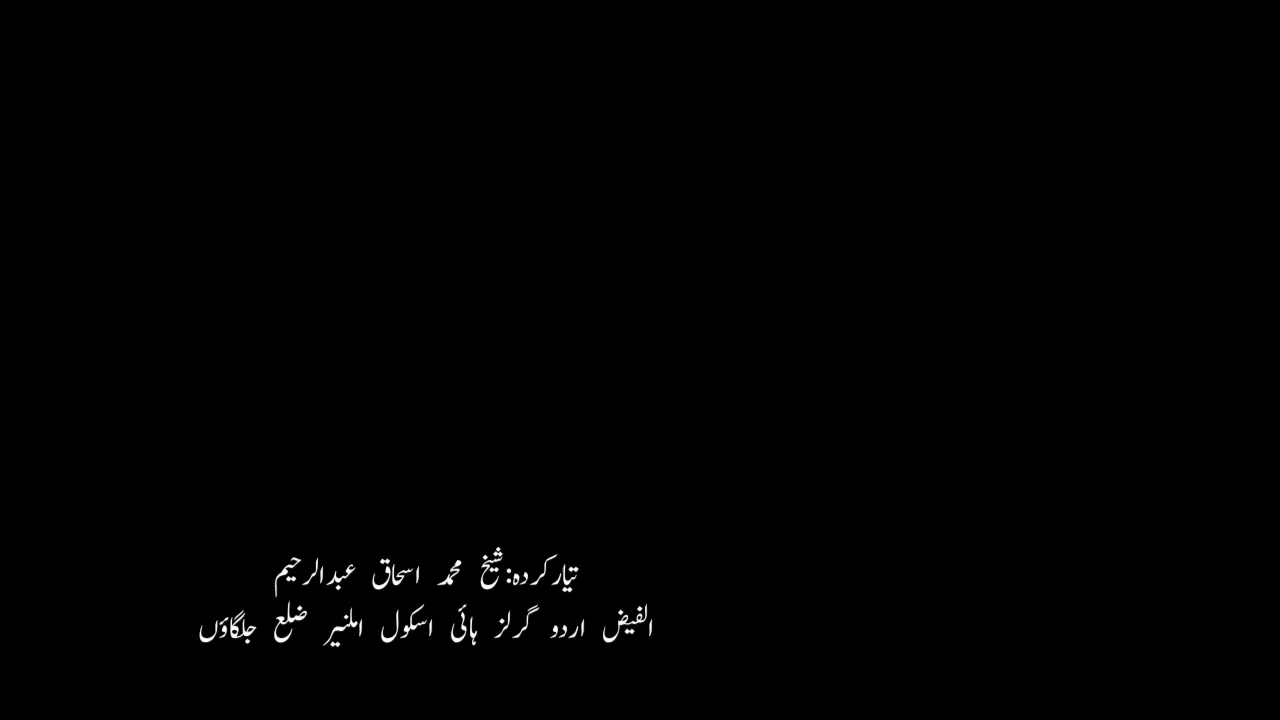 تیارکردہ:شیخ محمد اسحاق عبدالرحیم
الفیض اردو گرلز ہائی اسکول املنیر ضلع جلگاؤں